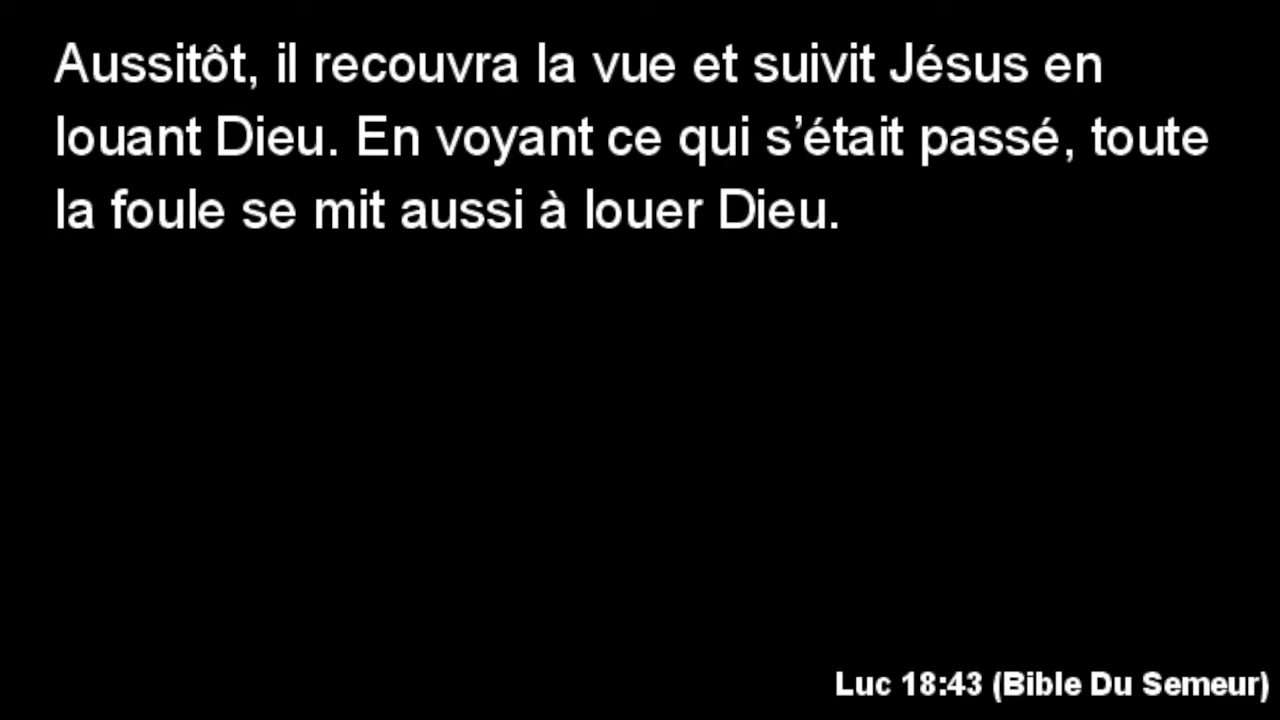 Aussitôt, il recouvra la vue et suivit Jésus en
louant Dieu. En voyant ce qui s’était passé, toute
la foule se mit aussi à louer Dieu.
Luc 18:43 (Bible Du Semeur)